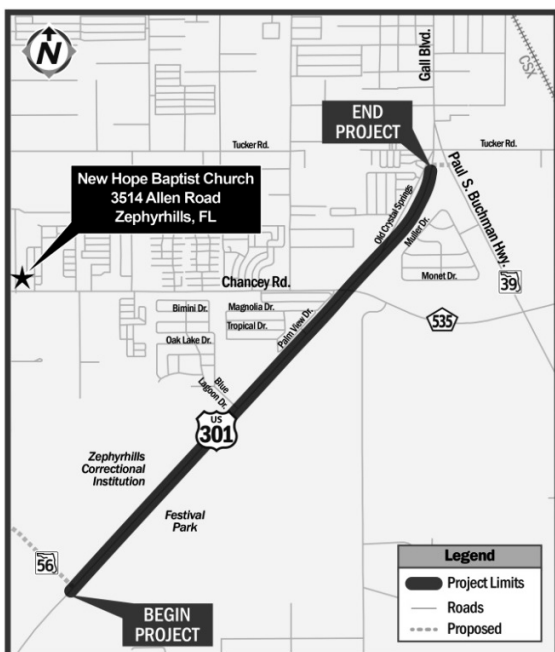 N
Gall Blvd.
CSX
END
PROJECT
Tucker Rd.
Tucker Rd.
New Hope Baptist Church
3514 Allen Road
Zephyrhills, FL
Paul S. Buchman Hwy.
Old Crystal Springs
Muller Dr.
Chancey Rd.
Monet Dr.
39
Bimini Dr.
Magnolia Dr.
535
Tropical Dr.
Palm View Dr.
Oak Lake Dr.
Blue
Lagoon Dr.
US
301
Zephyrhills
Correctional
Institution
Festival
Park
56
BEGIN
PROJECT
Legend
Project Limits
Roads
Proposed